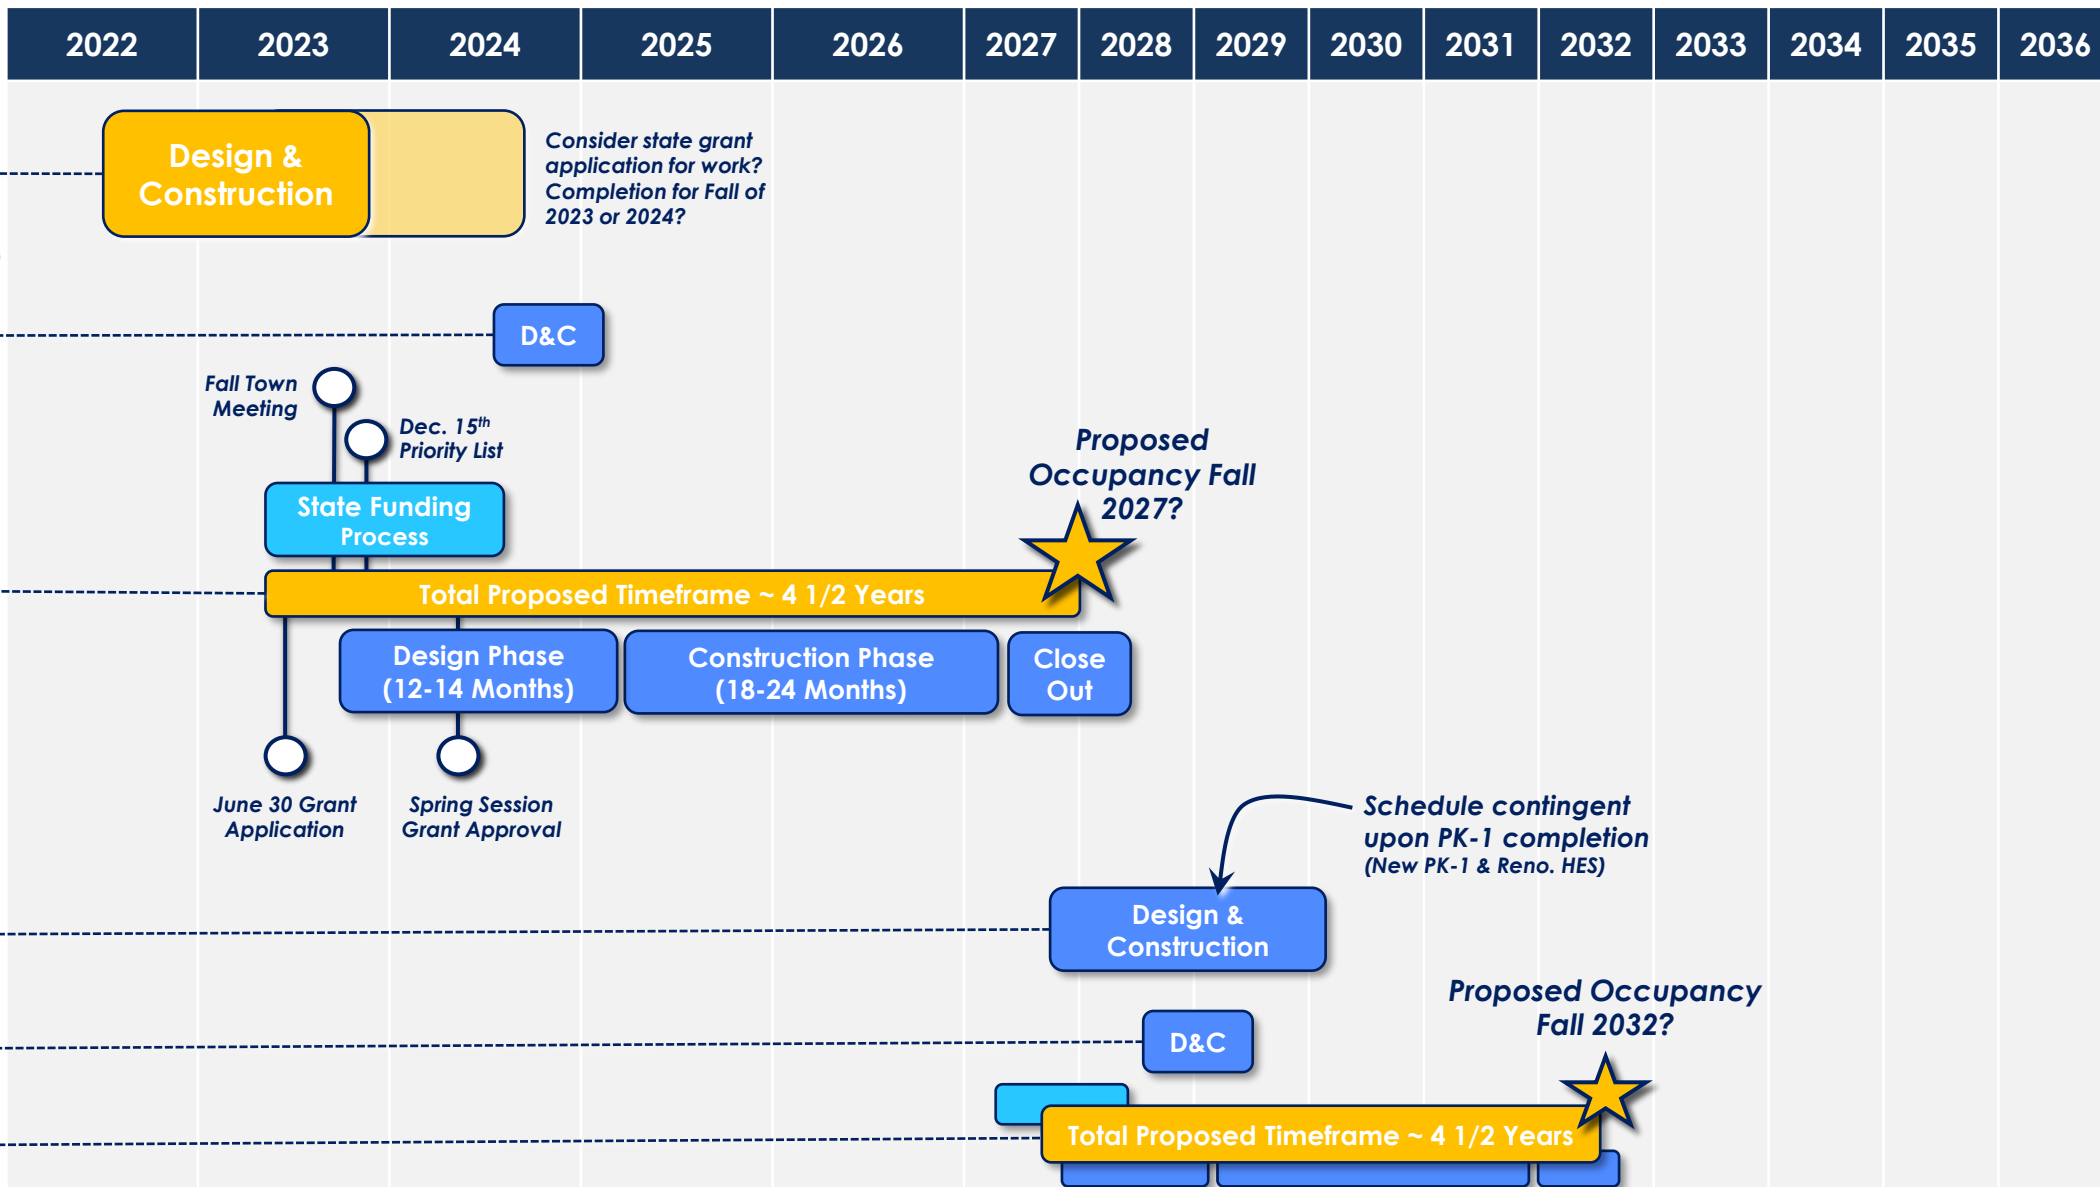 2022 2023 2024 2025 2026 2027 2028 2029 2030 2031 2032 2033 2034 2035 2036
Design &
Construction
Consider state grant
application for work?
Completion for Fall of
2023 or 2024?
D&C
Fall Town
Meeting
Dec. 15th
Priority List
Proposed
Occupancy Fall
2027?
State Funding
Process
Total Proposed Timeframe ~ 4 1/2 Years
Design Phase
(12-14 Months)
Construction Phase
(18-24 Months)
Close
Out
June 30 Grant
Application
Spring Session
Grant Approval
Schedule contingent
upon PK-1 completion
(New PK-1 & Reno. HES)
Design &
Construction
Proposed Occupancy
Fall 2032?
D&C
Total Proposed Timeframe ~ 4 1/2 Years